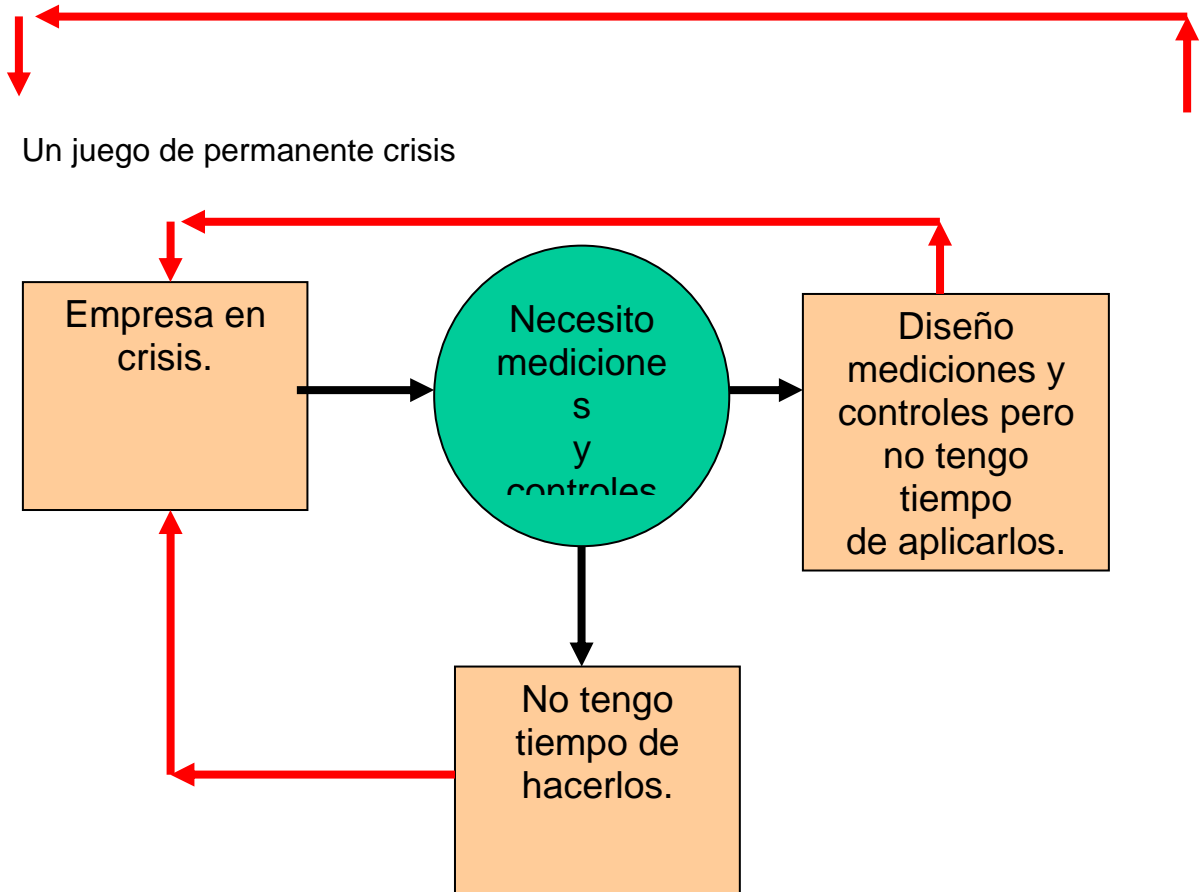 Un juego de permanente crisis
Empresa en
crisis.
Necesito
medicione
s
y
controles
Diseño
mediciones y
controles pero
no tengo
tiempo
de aplicarlos.
No tengo
tiempo de
hacerlos.